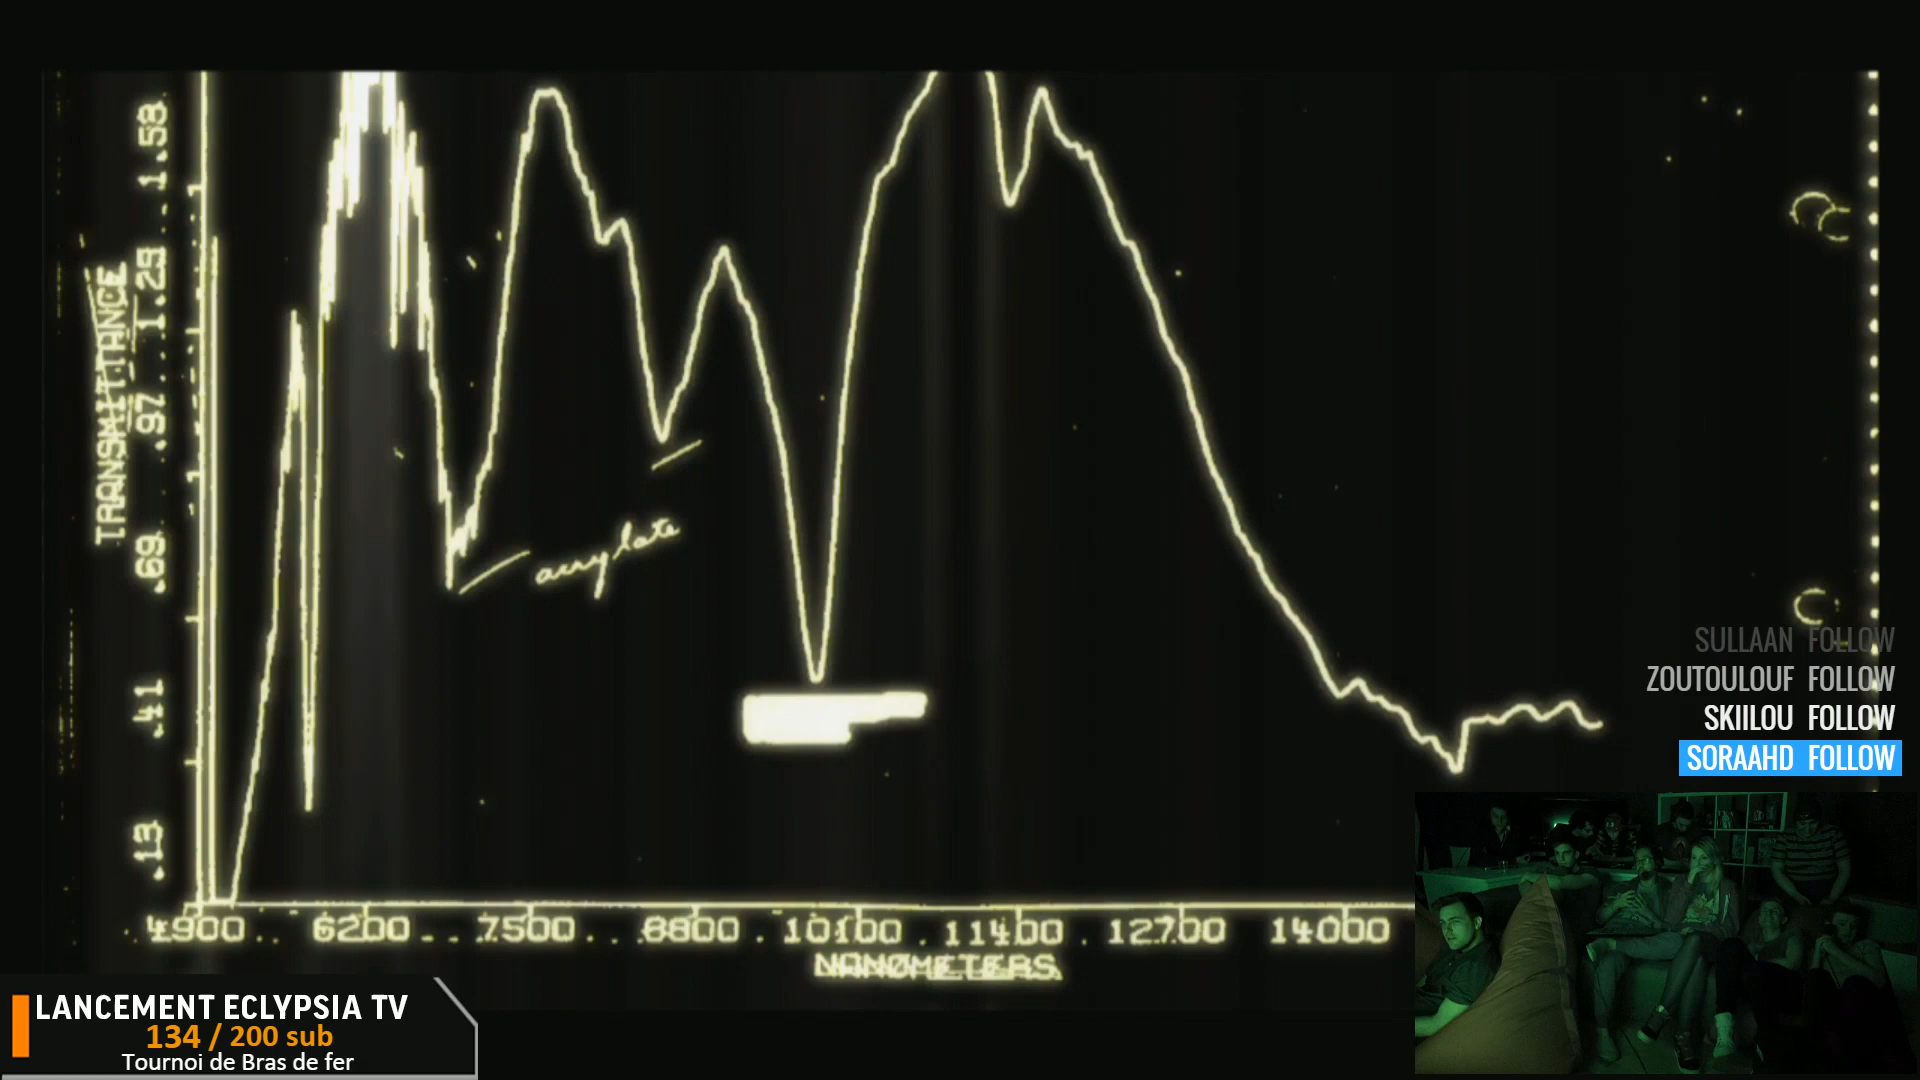 TRANSMITTANCE
1.58
1.29
.97
.69
.41
.13
acrylate
4900 6200 7500 8800 10100 11400 12700 14000
NANOMETERS
SULLAAN FOLLOW
ZOUTOULOUF FOLLOW
SKIILOU FOLLOW
SORAAHD FOLLOW
LANCEMENT ECLYPSIA TV
134 / 200 sub
Tournoi de Bras de fer